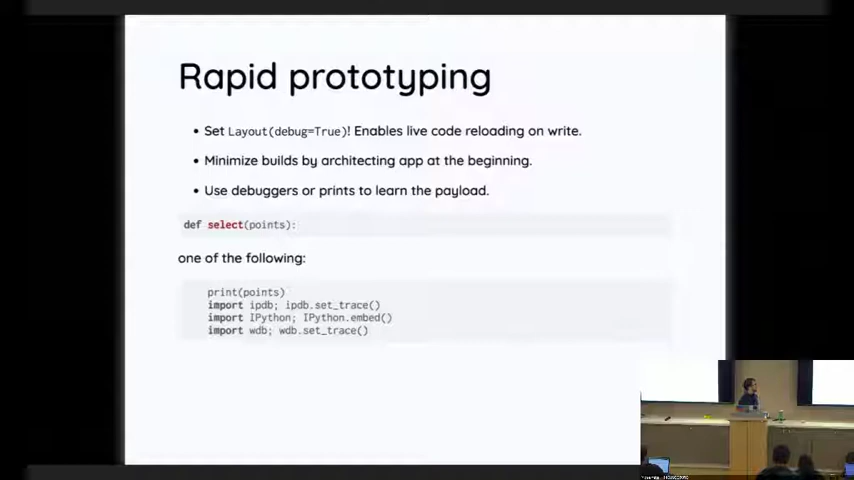 Rapid prototyping
• Set Layout(debug=True)! Enables live code reloading on write.
• Minimize builds by architecting app at the beginning.
• Use debuggers or prints to learn the payload.
def select(points):
one of the following:
print(points)
import ipdb; ipdb.set_trace()
import IPython; IPython.embed()
import wdb; wdb.set_trace()